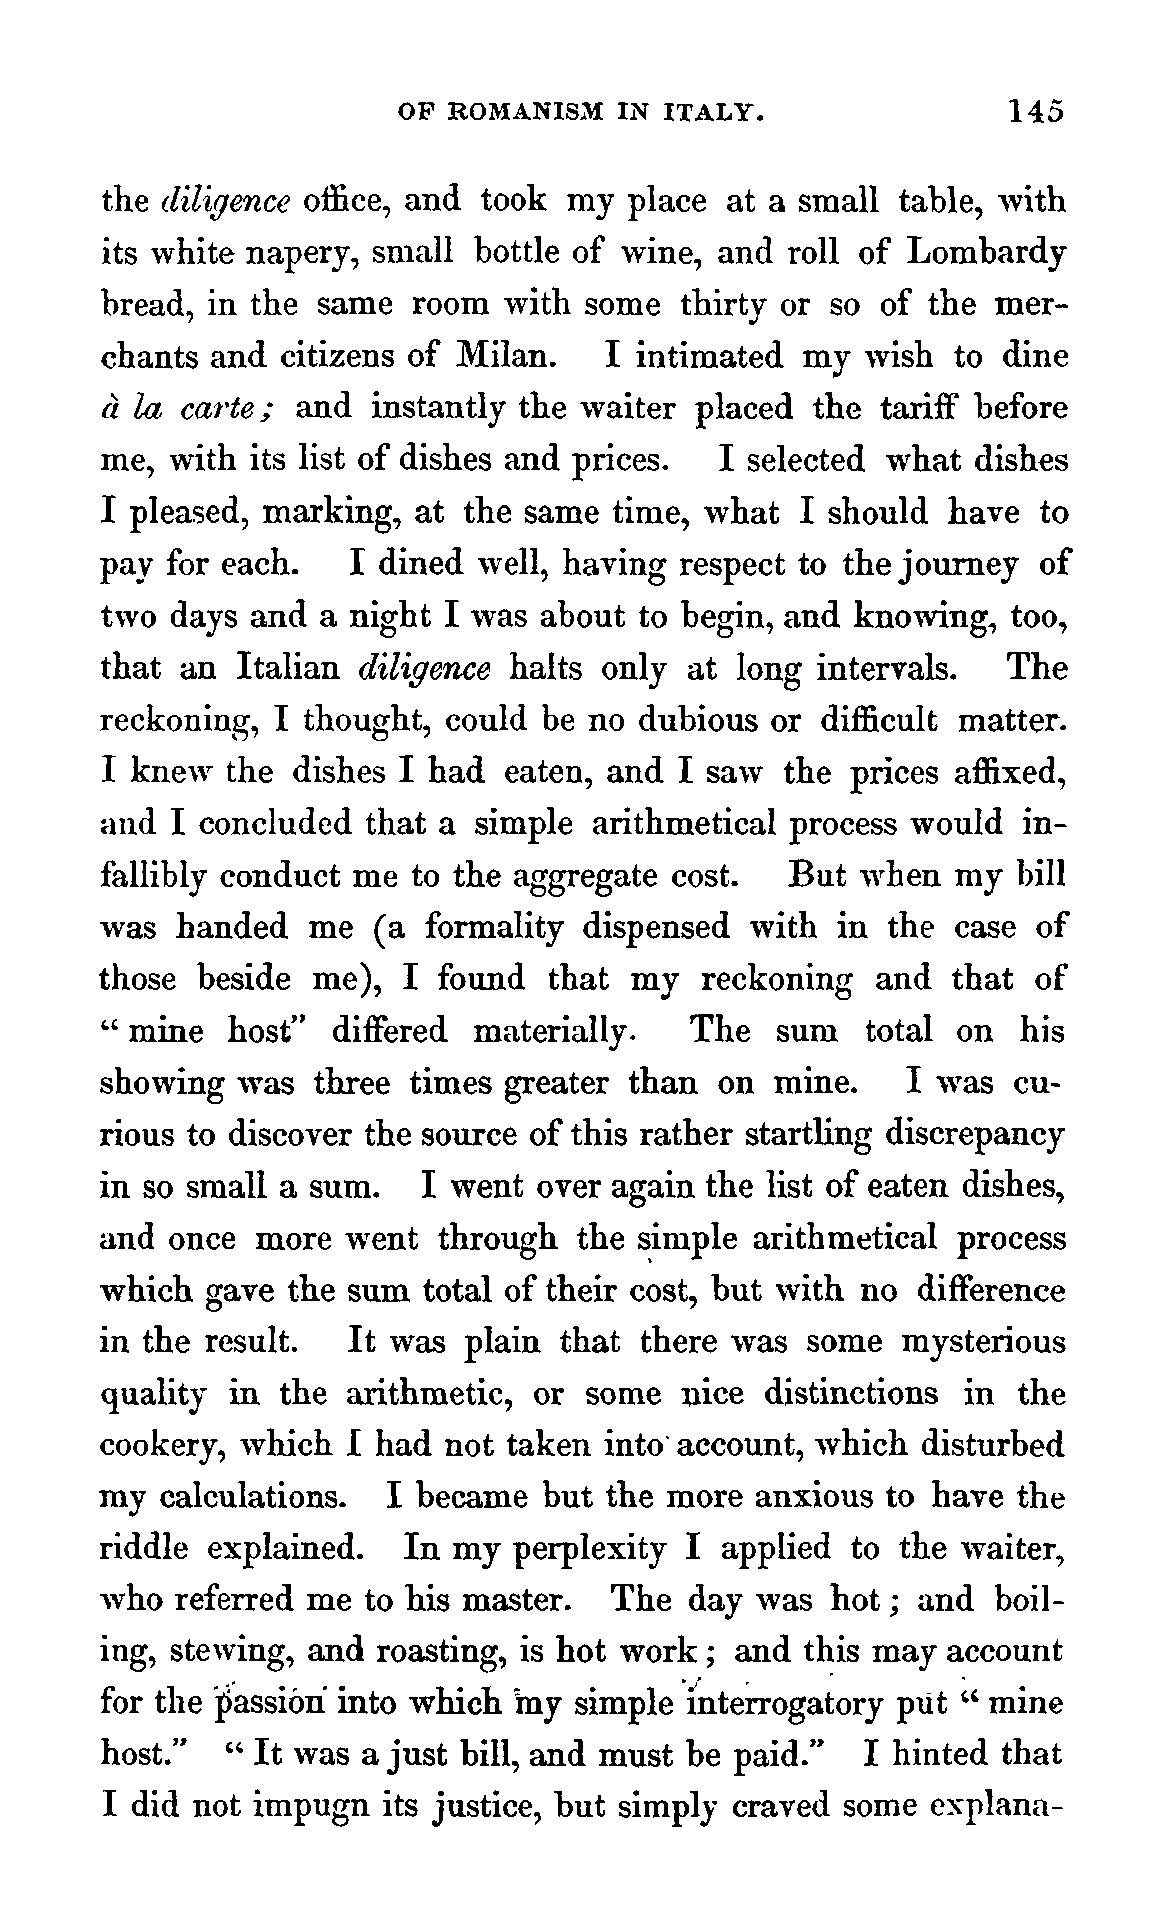 OF ROMANISM IN ITALY. 145
the diligence office, and took my place at a small table, with
its white napery, small bottle of wine, and roll of Lombardy
bread, in the same room with some thirty or so of the mer-
chants and citizens of Milan. I intimated my wish to dine
à la carte; and instantly the waiter placed the tariff before
me, with its list of dishes and prices. I selected what dishes
I pleased, marking, at the same time, what I should have to
pay for each. I dined well, having respect to the journey of
two days and a night I was about to begin, and knowing, too,
that an Italian diligence halts only at long intervals. The
reckoning, I thought, could be no dubious or difficult matter.
I knew the dishes I had eaten, and I saw the prices affixed,
and I concluded that a simple arithmetical process would in-
fallibly conduct me to the aggregate cost. But when my bill
was handed me (a formality dispensed with in the case of
those beside me), I found that my reckoning and that of
“mine host” differed materially. The sum total on his
showing was three times greater than on mine. I was cu-
rious to discover the source of this rather startling discrepancy
in so small a sum. I went over again the list of eaten dishes,
and once more went through the simple arithmetical process
which gave the sum total of their cost, but with no difference
in the result. It was plain that there was some mysterious
quality in the arithmetic, or some nice distinctions in the
cookery, which I had not taken into account, which disturbed
my calculations. I became but the more anxious to have the
riddle explained. In my perplexity I applied to the waiter,
who referred me to his master. The day was hot; and boil-
ing, stewing, and roasting, is hot work; and this may account
for the passion into which my simple interrogatory put “mine
host.” “It was a just bill, and must be paid.” I hinted that
I did not impugn its justice, but simply craved some explana-